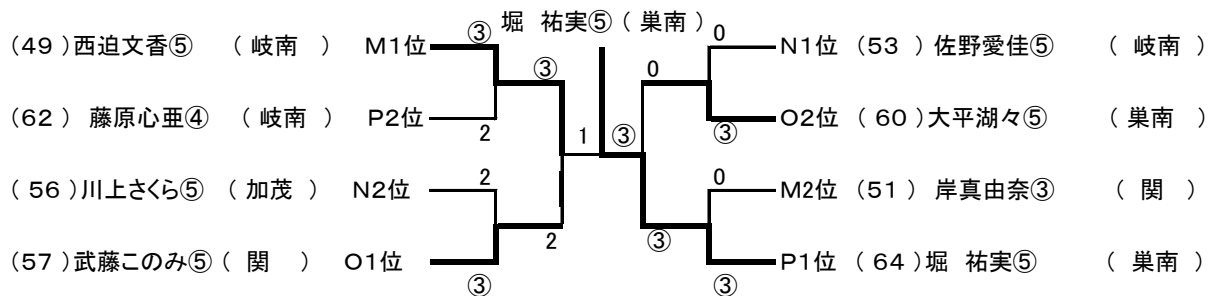 堀　祐実⑤（ 巣南 ）
（49）西迫文香⑤　（ 岐南 ）　M1位　③　0　N1位　（53 ）佐野愛佳⑤　（ 岐南 ）
③　0
（62 ）藤原心亜④　（ 岐南 ）　P2位　2　③　O2位　（ 60）大平湖々⑤　（ 巣南 ）
1　③
（ 56）川上さくら⑤　（ 加茂 ）　N2位　2　0　M2位　（51 ）岸真由奈③　（ 関 ）
2　③
（57）武藤このみ⑤（ 関 ）　O1位　③　③　P1位　（ 64）堀　祐実⑤　（ 巣南 ）